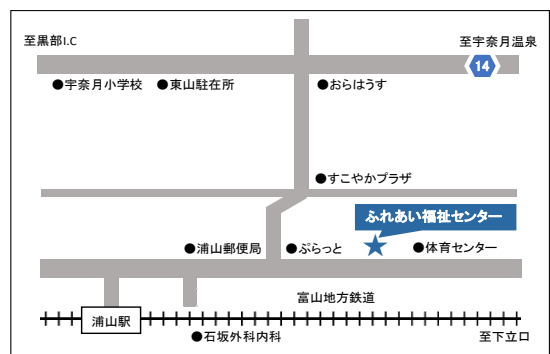 至黒部I.C
至宇奈月温泉
14
●宇奈月小学校
●東山駐在所
●おらはうす
●すこやかプラザ
ふれあい福祉センター
●浦山郵便局
●ぷらっと
●体育センター
富山地方鉄道
浦山駅
●石坂外科内科
至下立口